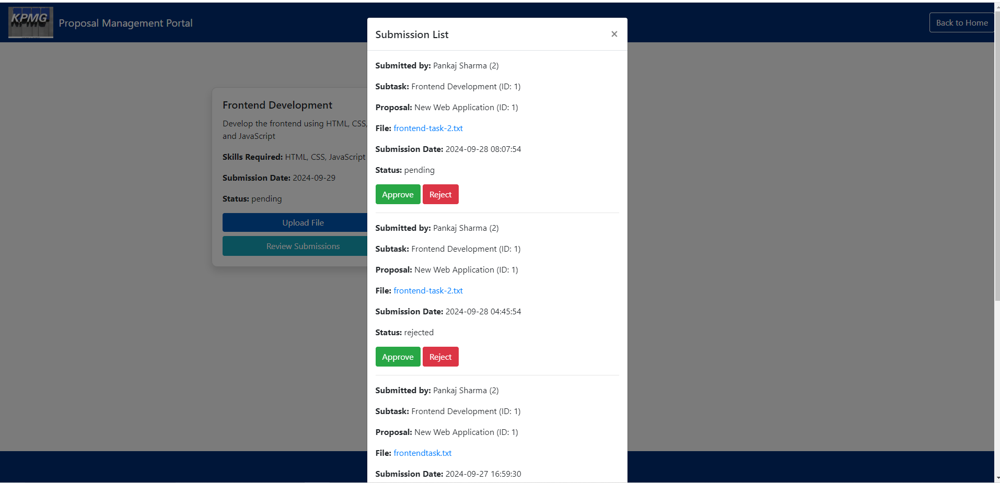 KPMG
Proposal Management Portal
Back to Home
Frontend Development
Develop the frontend using HTML, CSS,
and JavaScript
Skills Required: HTML, CSS, JavaScript
Submission Date: 2024-09-29
Status: pending
Upload File
Review Submissions
Submission List ×
Submitted by: Pankaj Sharma (2)
Subtask: Frontend Development (ID: 1)
Proposal: New Web Application (ID: 1)
File: frontend-task-2.txt
Submission Date: 2024-09-28 08:07:54
Status: pending
Approve Reject
Submitted by: Pankaj Sharma (2)
Subtask: Frontend Development (ID: 1)
Proposal: New Web Application (ID: 1)
File: frontend-task-2.txt
Submission Date: 2024-09-28 04:45:54
Status: rejected
Approve Reject
Submitted by: Pankaj Sharma (2)
Subtask: Frontend Development (ID: 1)
Proposal: New Web Application (ID: 1)
File: frontendtask.txt
Submission Date: 2024-09-27 16:59:30